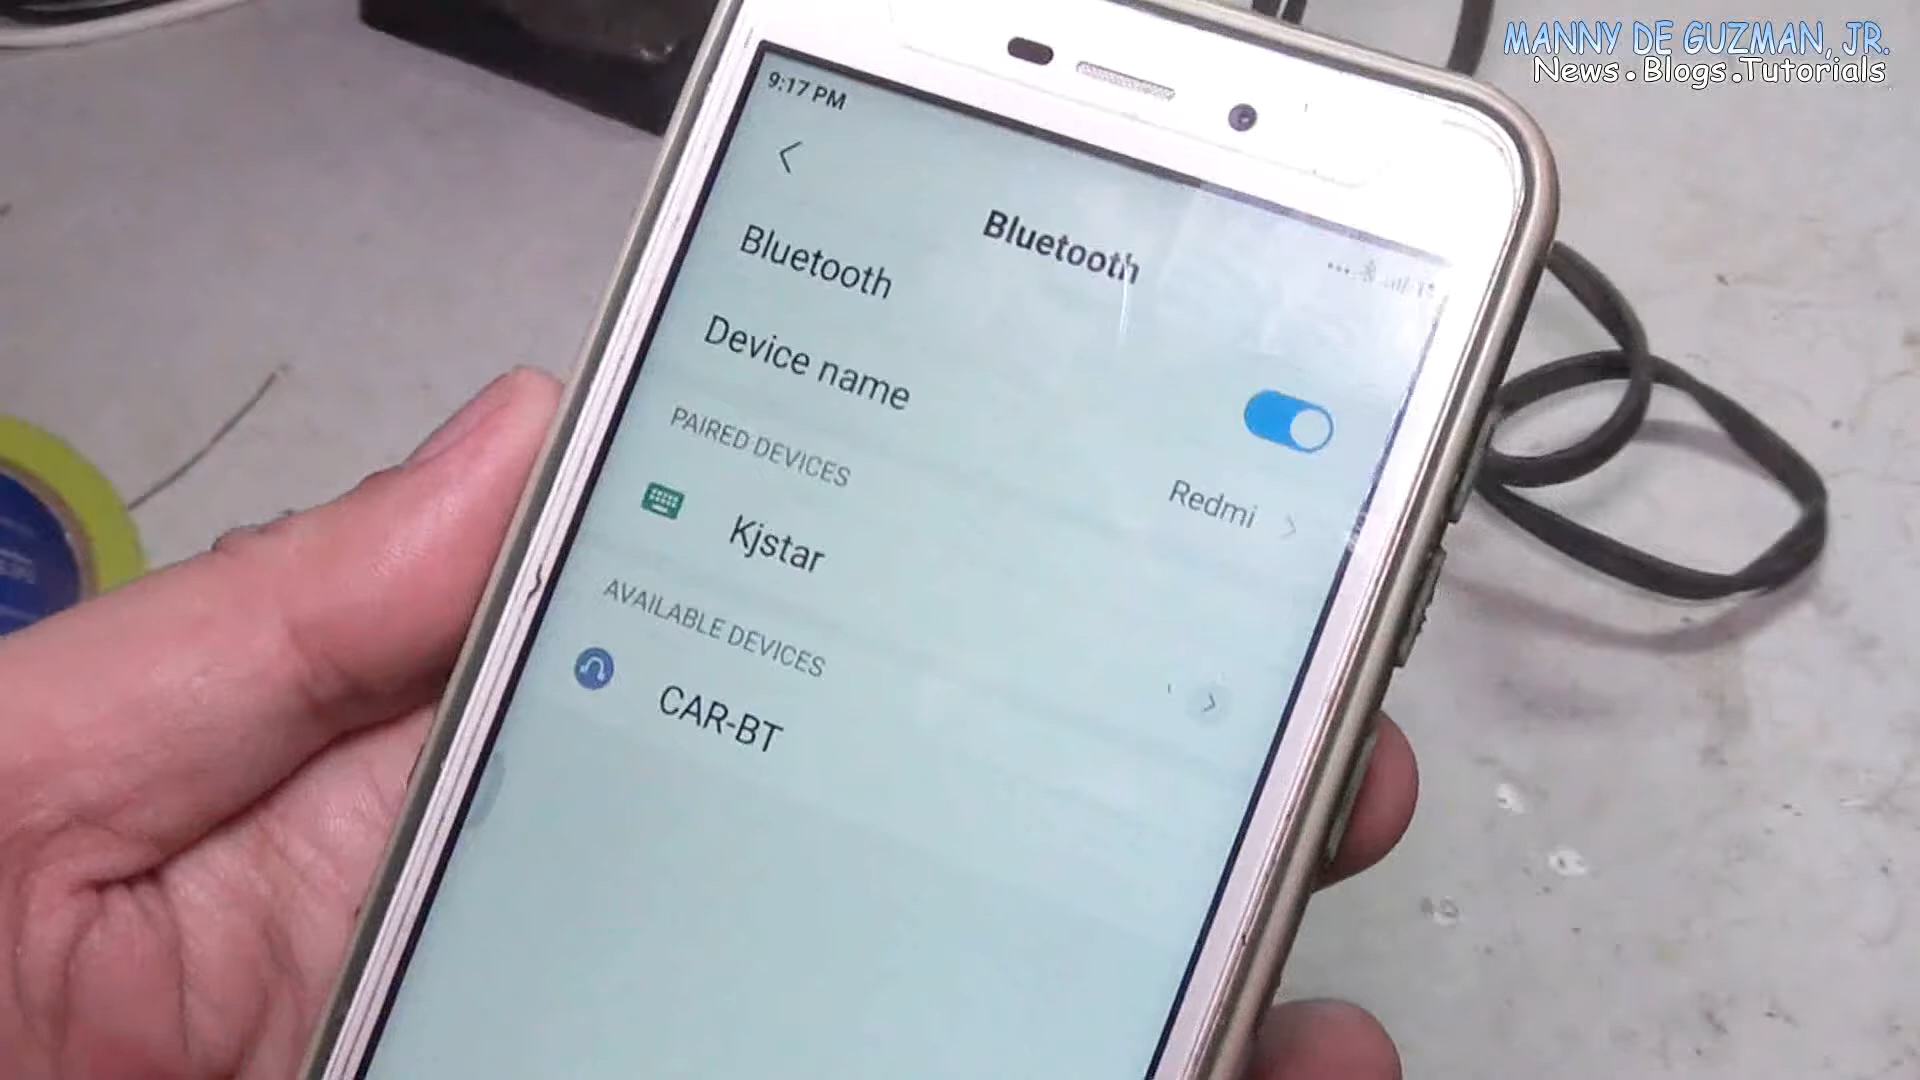 MANNY DE GUZMAN, JR.
News . Blogs . Tutorials
9:17 PM
Bluetooth
Bluetooth
Device name
Redmi
PAIRED DEVICES
Kjstar
AVAILABLE DEVICES
CAR-BT